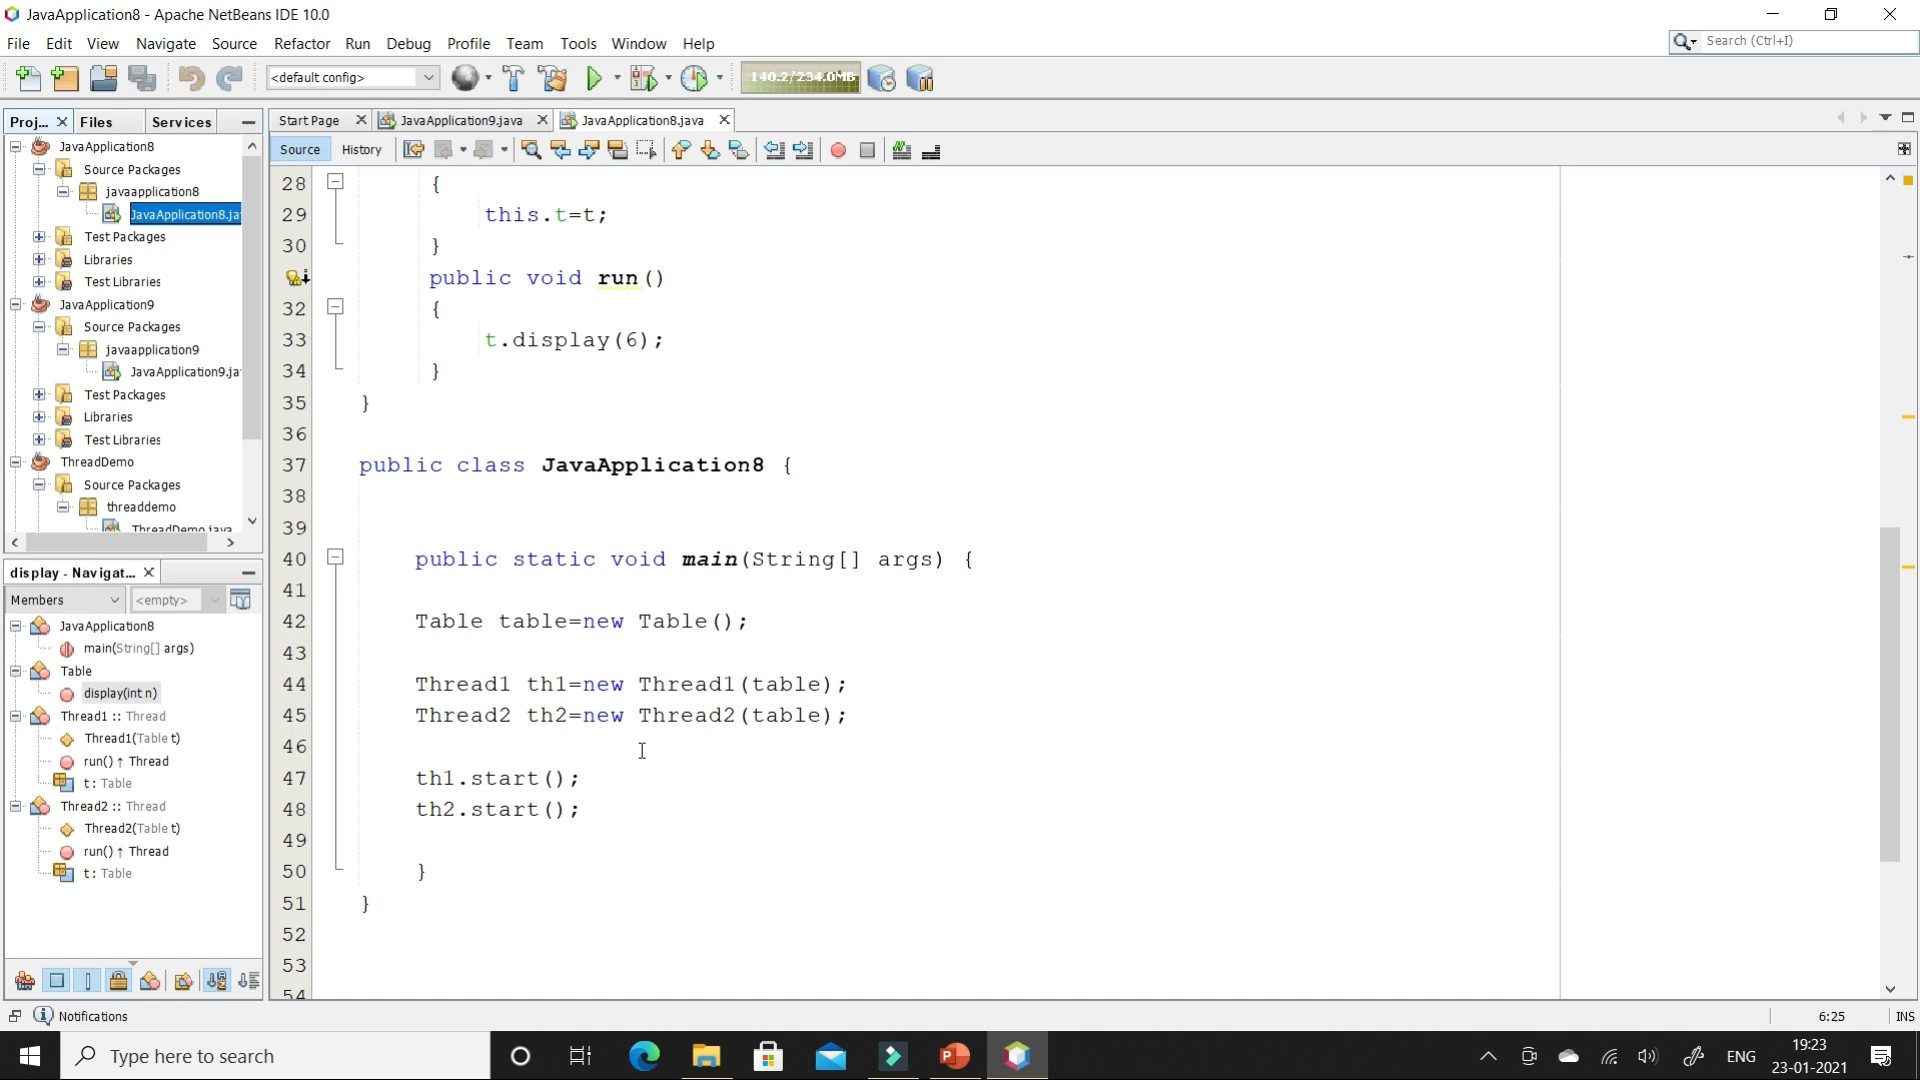 JavaApplication8 - Apache NetBeans IDE 10.0
File Edit View Navigate Source Refactor Run Debug Profile Team Tools Window Help
Search (Ctrl+I)
<default config>
140.2/234.0MB
Proj... Files Services
Start Page JavaApplication9.java JavaApplication8.java
Source History
JavaApplication8
Source Packages
javaapplication8
JavaApplication8.ja
Test Packages
Libraries
Test Libraries
JavaApplication9
Source Packages
javaapplication9
JavaApplication9.ja
Test Packages
Libraries
Test Libraries
ThreadDemo
Source Packages
threaddemo
ThreadDemo.java
display - Navigat...
Members <empty>
JavaApplication8
main(String[] args)
Table
display(int n)
Thread1 :: Thread
Thread1(Table t)
run() ↑ Thread
t : Table
Thread2 :: Thread
Thread2(Table t)
run() ↑ Thread
t : Table
28 {
29 this.t=t;
30 }
public void run()
32 {
33 t.display(6);
34 }
35 }
36
37 public class JavaApplication8 {
38
39
40 public static void main(String[] args) {
41
42 Table table=new Table();
43
44 Thread1 th1=new Thread1(table);
45 Thread2 th2=new Thread2(table);
46
47 th1.start();
48 th2.start();
49
50 }
51 }
52
53
54
Notifications
6:25 INS
Type here to search
ENG
19:23
23-01-2021